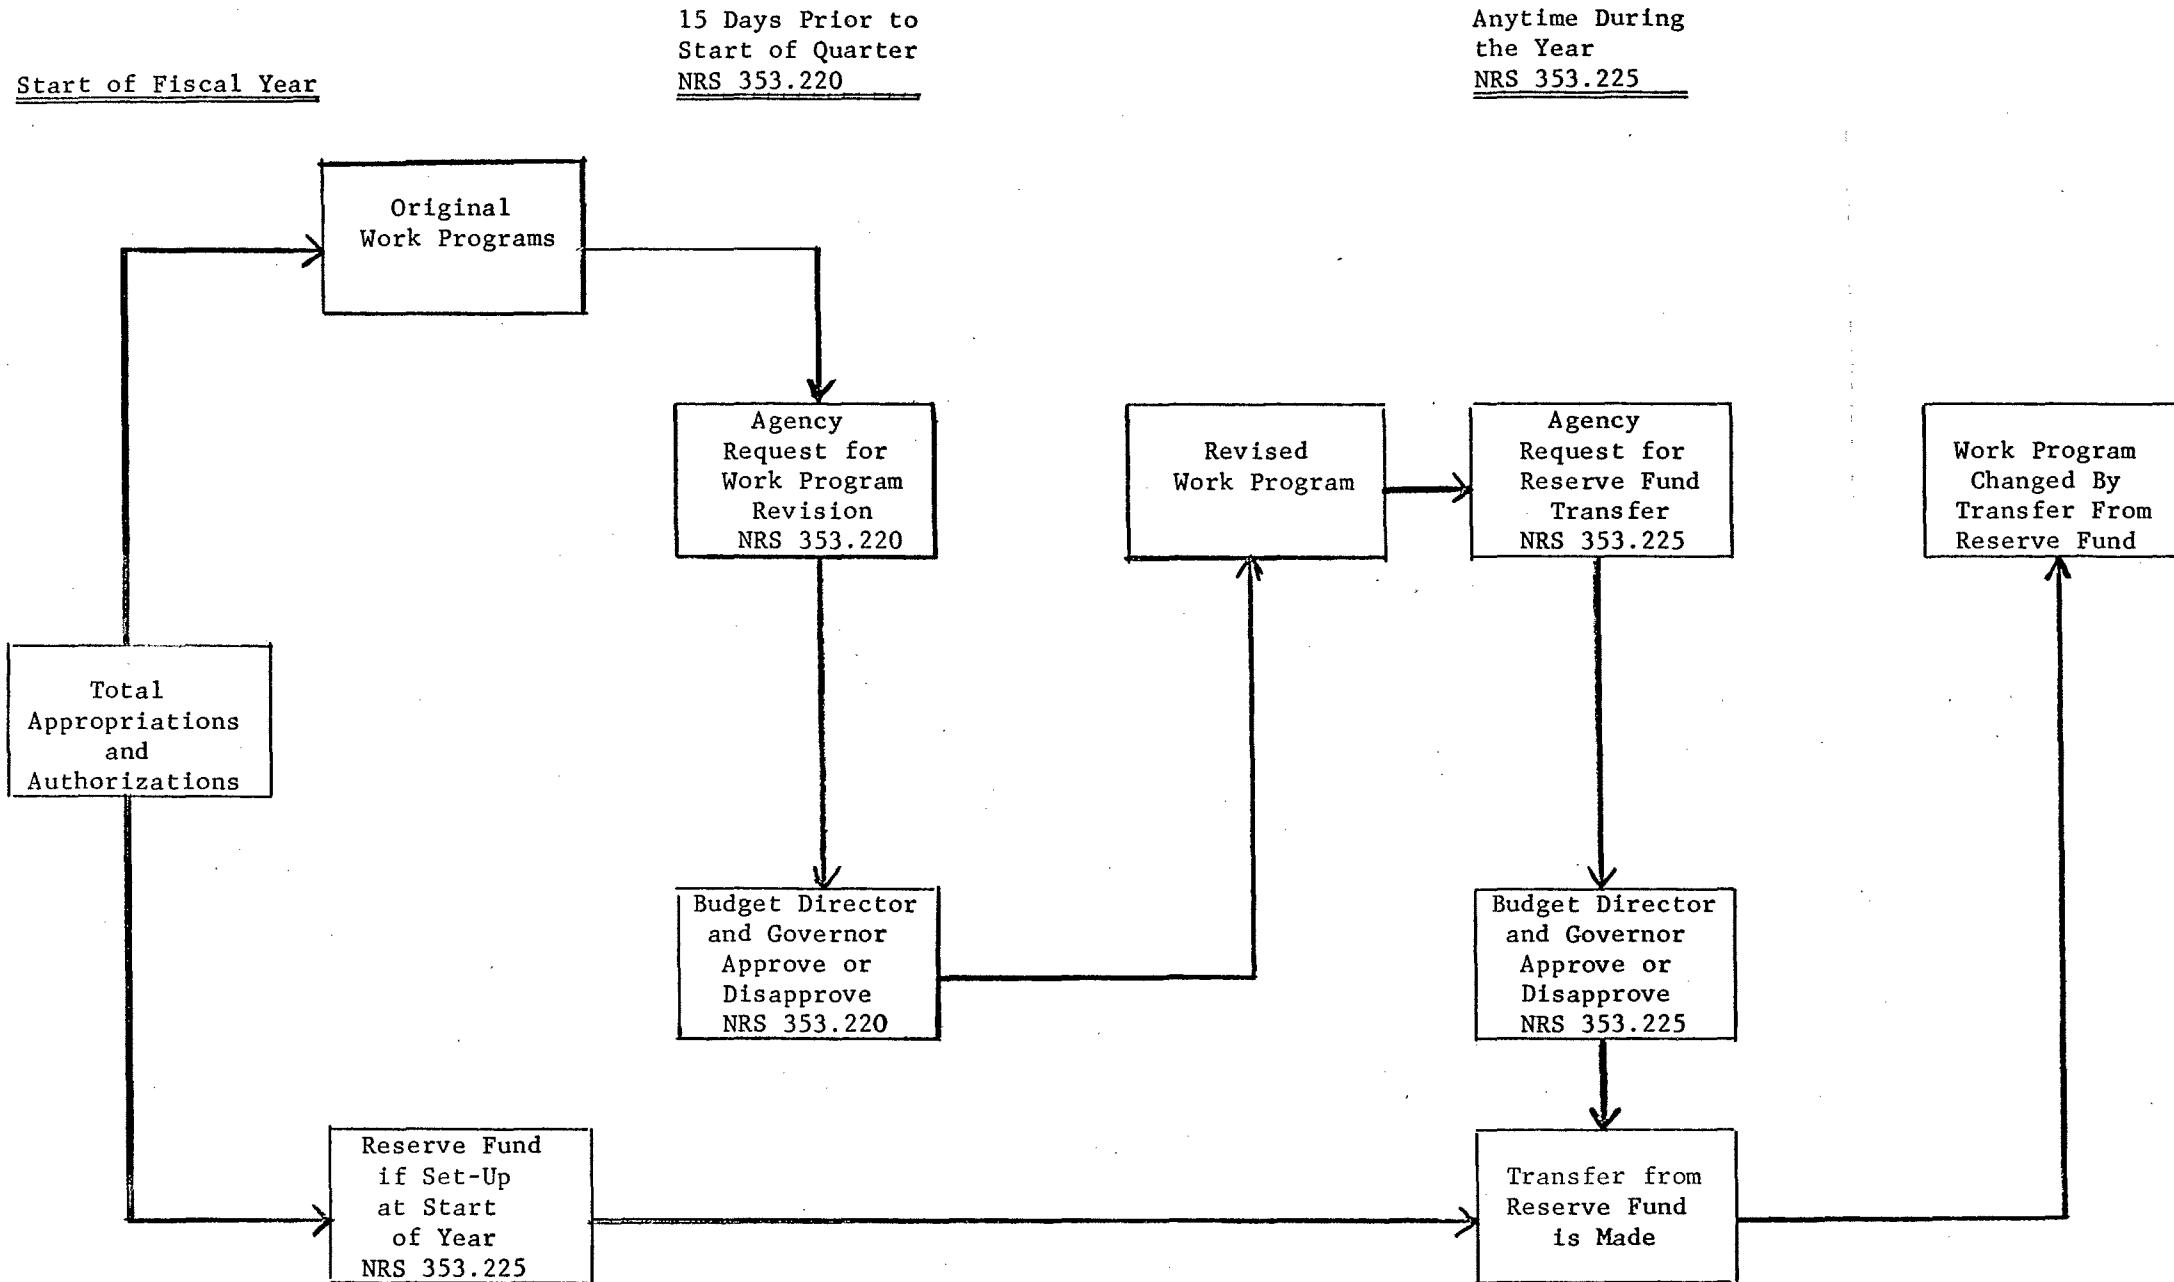 15 Days Prior to
Start of Quarter
NRS 353.220
Anytime During
the Year
NRS 353.225
Start of Fiscal Year
Original
Work Programs
Agency
Request for
Work Program
Revision
NRS 353.220
Revised
Work Program
Agency
Request for
Reserve Fund
Transfer
NRS 353.225
Work Program
Changed By
Transfer From
Reserve Fund
Total
Appropriations
and
Authorizations
Budget Director
and Governor
Approve or
Disapprove
NRS 353.220
Budget Director
and Governor
Approve or
Disapprove
NRS 353.225
Reserve Fund
if Set-Up
at Start
of Year
NRS 353.225
Transfer from
Reserve Fund
is Made